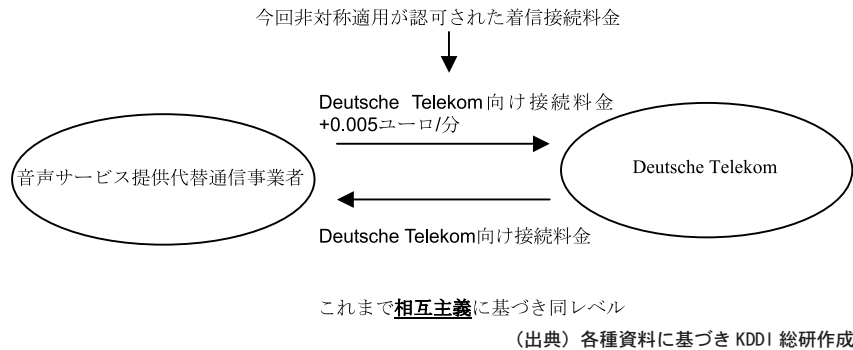 今回非対称適用が認可された着信接続料金
Deutsche Telekom向け接続料金
+0.005ユーロ/分
音声サービス提供代替通信事業者
Deutsche Telekom
Deutsche Telekom向け接続料金
これまで相互主義に基づき同レベル
（出典）各種資料に基づき KDDI 総研作成